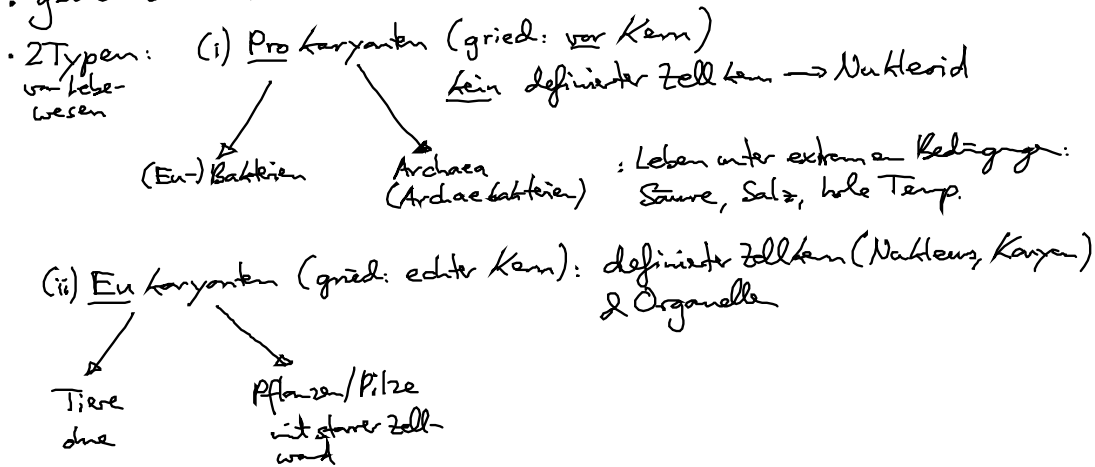 · 2 Typen: (i) Prokaryonten (griech: vor Kern)
von Lebe-
wesen
kein definierter Zellkern → Nukleoid
(Eu-) Bakterien
Archaea
(Archaebakterien)
: Leben unter extremen Bedingungen:
Säure, Salz, hohe Temp.
(ii) Eukaryonten (griech: echter Kern): definierter Zellkern (Nukleus, Karyon)
& Organellen
Tiere
ohne
Pflanzen/Pilze
mit starrer Zell-
wand